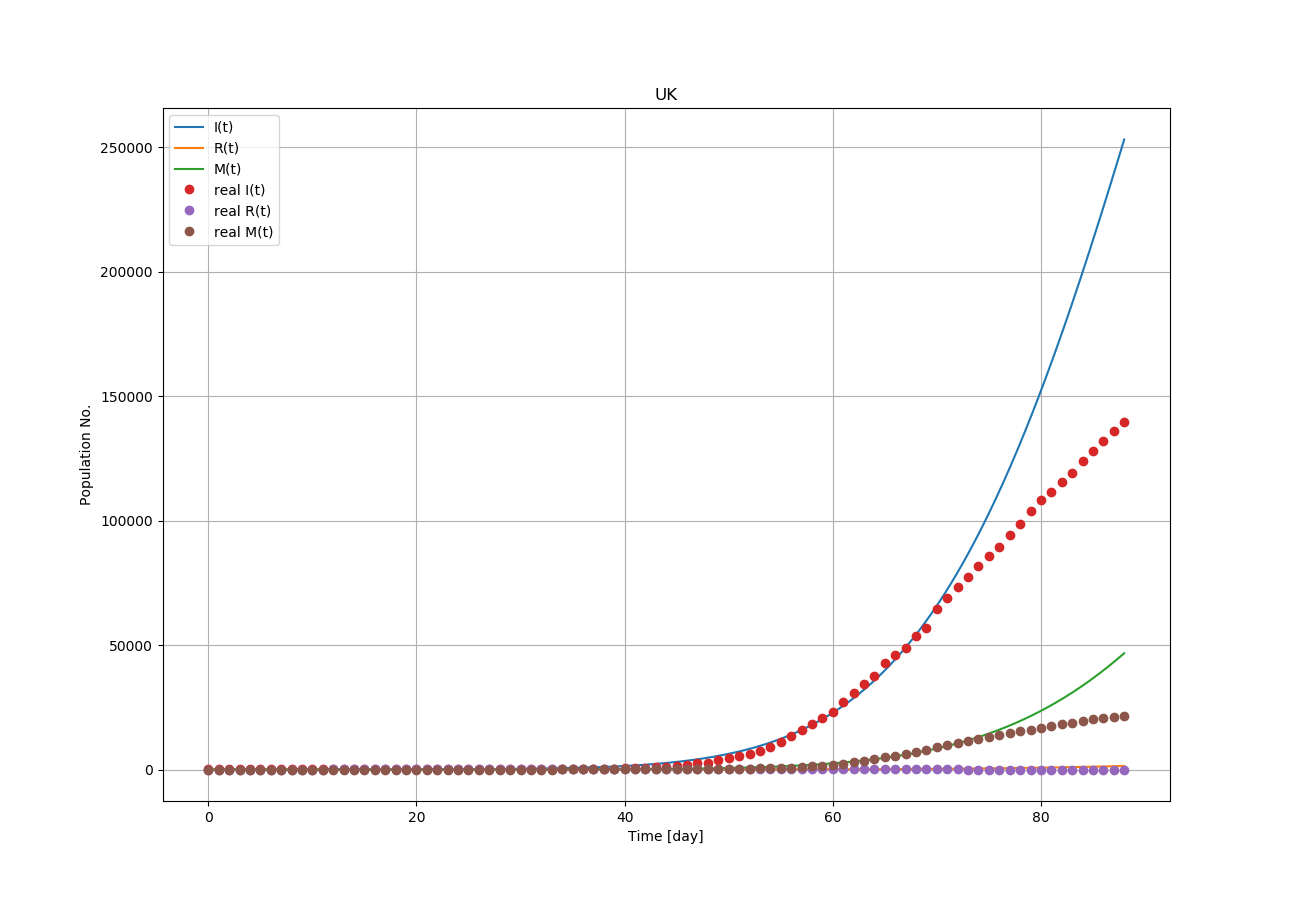 UK
I(t)
R(t)
M(t)
real I(t)
real R(t)
real M(t)
250000
200000
150000
100000
50000
0
Population No.
0 20 40 60 80
Time [day]